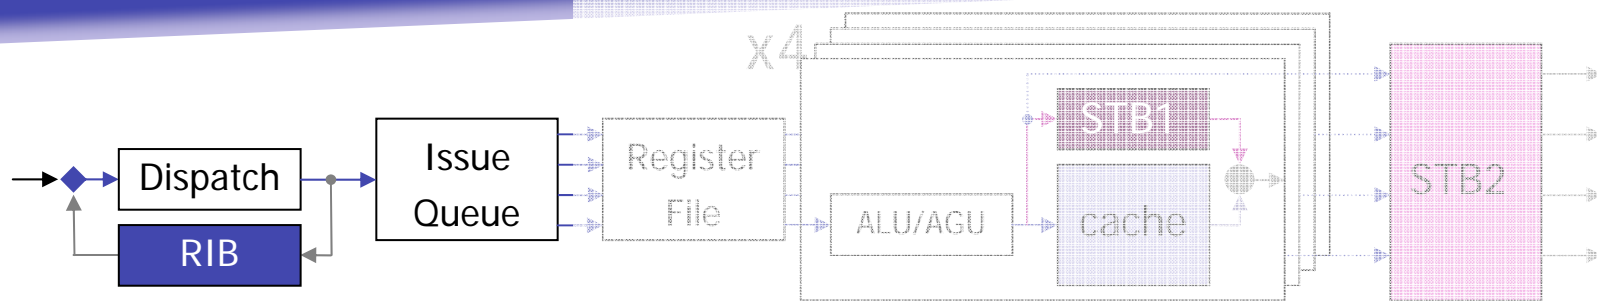 x4
Dispatch
RIB
Issue
Queue
Register
File
ALU/AGU
STB1
cache
STB2